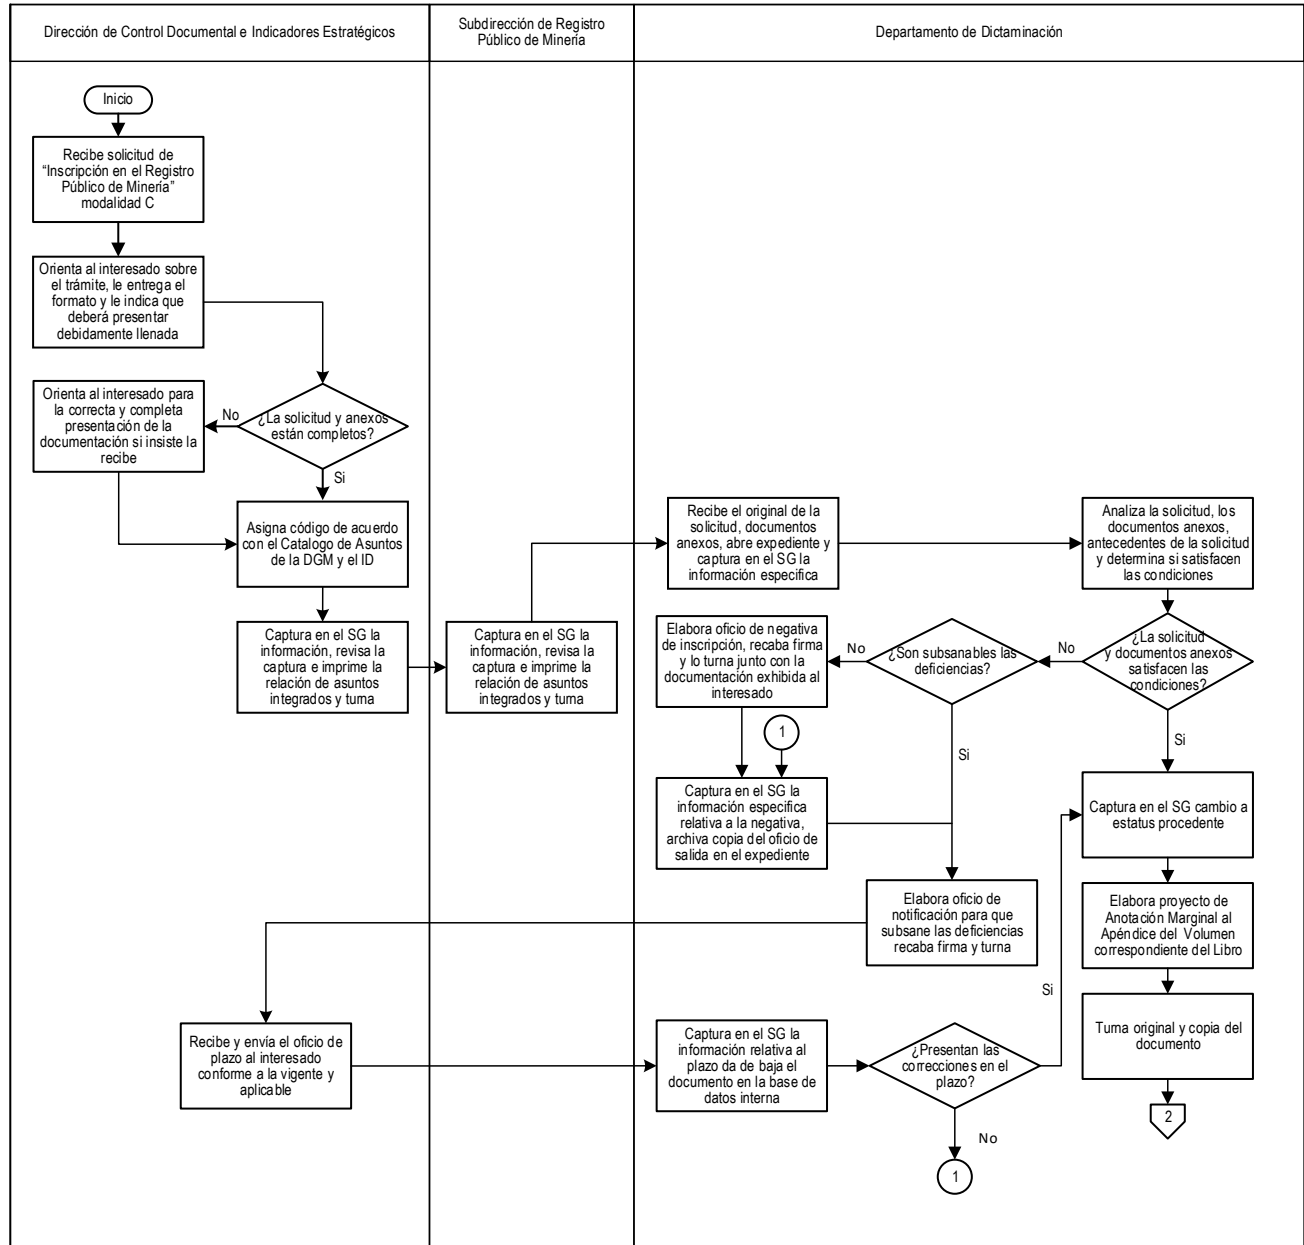 Dirección de Control Documental e Indicadores Estratégicos
Subdirección de Registro
Público de Minería
Departamento de Dictaminación
Inicio
Recibe solicitud de
“Inscripción en el Registro
Público de Minería”
modalidad C
Orienta al interesado sobre
el trámite, le entrega el
formato y le indica que
deberá presentar
debidamente llenada
Orienta al interesado para
la correcta y completa
presentación de la
documentación si insiste la
recibe
No
¿La solicitud y anexos
están completos?
Si
Asigna código de acuerdo
con el Catalogo de Asuntos
de la DGM y el ID
Captura en el SG la
información, revisa la
captura e imprime la
relación de asuntos
integrados y turna
Captura en el SG la
información, revisa la
captura e imprime la
relación de asuntos
integrados y turna
Recibe el original de la
solicitud, documentos
anexos, abre expediente y
captura en el SG la
información especifica
Analiza la solicitud, los
documentos anexos,
antecedentes de la solicitud
y determina si satisfacen
las condiciones
¿La solicitud
y documentos anexos
satisfacen las
condiciones?
No
¿Son subsanables las
deficiencias?
No
Elabora oficio de negativa
de inscripción, recaba firma
y lo turna junto con la
documentación exhibida al
interesado
1
Si
Si
Captura en el SG la
información especifica
relativa a la negativa,
archiva copia del oficio de
salida en el expediente
Captura en el SG cambio a
estatus procedente
Elabora oficio de
notificación para que
subsane las deficiencias
recaba firma y turna
Elabora proyecto de
Anotación Marginal al
Apéndice del Volumen
correspondiente del Libro
Si
Recibe y envía el oficio de
plazo al interesado
conforme a la vigente y
aplicable
Captura en el SG la
información relativa al
plazo da de baja el
documento en la base de
datos interna
¿Presentan las
correcciones en el
plazo?
Turna original y copia del
documento
2
No
1